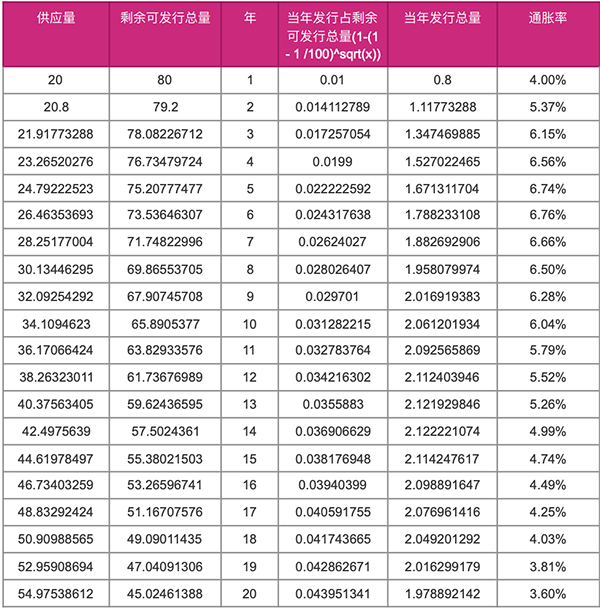 供应量 剩余可发行总量 年 当年发行占剩余可发行总量(1-(1 - 1 /100)^sqrt(x)) 当年发行总量 通胀率
20 80 1 0.01 0.8 4.00%
20.8 79.2 2 0.014112789 1.11773288 5.37%
21.91773288 78.08226712 3 0.017257054 1.347469885 6.15%
23.26520276 76.73479724 4 0.0199 1.527022465 6.56%
24.79222523 75.20777477 5 0.022222592 1.671311704 6.74%
26.46353693 73.53646307 6 0.024317638 1.788233108 6.76%
28.25177004 71.74822996 7 0.02624027 1.882692906 6.66%
30.13446295 69.86553705 8 0.028026407 1.958079974 6.50%
32.09254292 67.90745708 9 0.029701 2.016919383 6.28%
34.1094623 65.8905377 10 0.031282215 2.061201934 6.04%
36.17066424 63.82933576 11 0.032783764 2.092565869 5.79%
38.26323011 61.73676989 12 0.034216302 2.112403946 5.52%
40.37563405 59.62436595 13 0.0355883 2.121929846 5.26%
42.4975639 57.5024361 14 0.036906629 2.122221074 4.99%
44.61978497 55.38021503 15 0.038176948 2.114247617 4.74%
46.73403259 53.26596741 16 0.03940399 2.098891647 4.49%
48.83292424 51.16707576 17 0.040591755 2.076961416 4.25%
50.90988565 49.09011435 18 0.041743665 2.049201292 4.03%
52.95908694 47.04091306 19 0.042862671 2.016299179 3.81%
54.97538612 45.02461388 20 0.043951341 1.978892142 3.60%